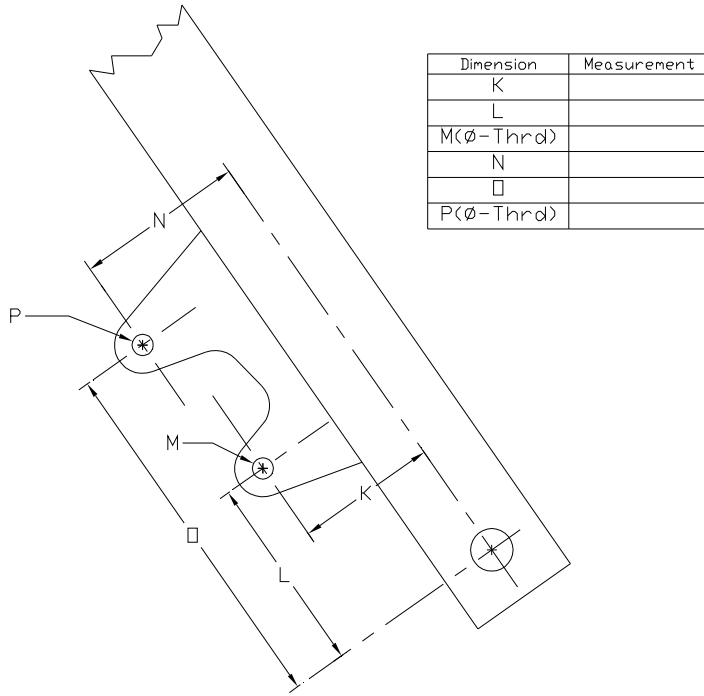 Dimension Measurement
K
L
M(Ø-Thrd)
N
O
P(Ø-Thrd)
N
P
M
K
O
L